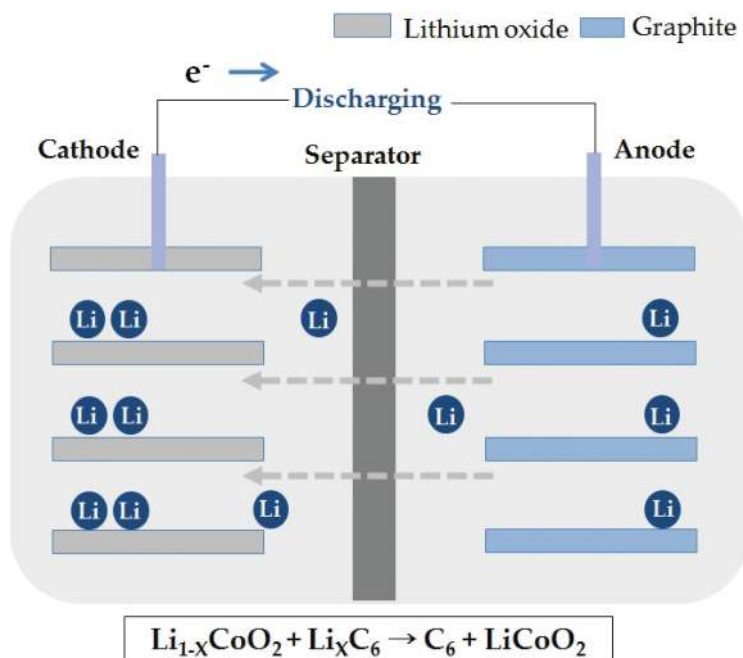 Lithium oxide Graphite
e⁻
Discharging
Cathode Separator Anode
Li Li Li Li
Li Li Li Li
Li Li Li Li
Li₁₋ₓCoO₂ + LiₓC₆ → C₆ + LiCoO₂